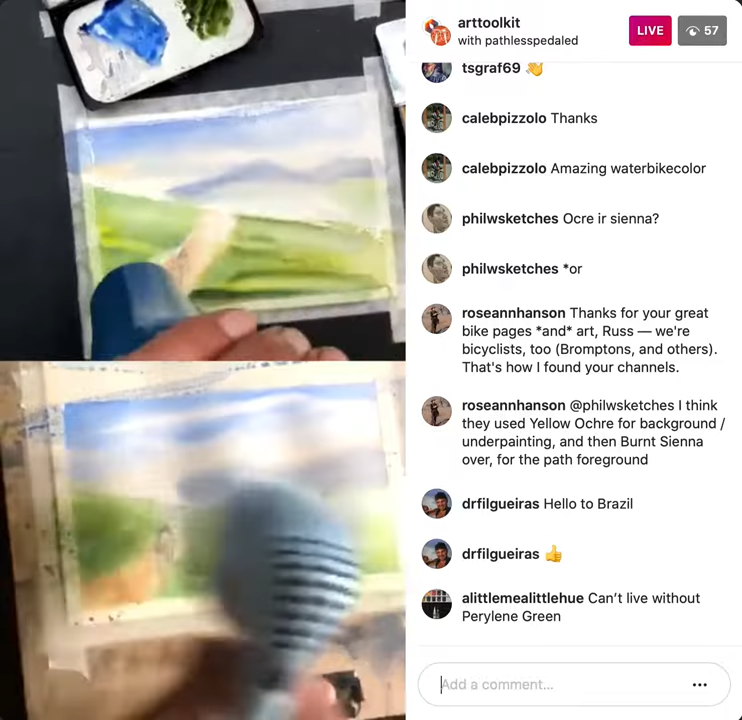 arttoolkit
with pathlesspedaled
LIVE
57
tsgraf69 👋
calebpizzolo Thanks
calebpizzolo Amazing waterbikecolor
philwsketches Ocre ir sienna?
philwsketches *or
roseannhanson Thanks for your great
bike pages *and* art, Russ — we're
bicyclists, too (Bromptons, and others).
That's how I found your channels.
roseannhanson @philwsketches I think
they used Yellow Ochre for background /
underpainting, and then Burnt Sienna
over, for the path foreground
drfilgueiras Hello to Brazil
drfilgueiras 👍
alittlemealittlehue Can't live without
Perylene Green
Add a comment...